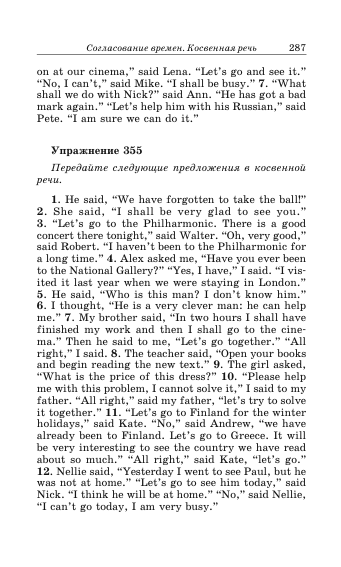 Согласование времен. Косвенная речь 287
on at our cinema,” said Lena. “Let’s go and see it.”
“No, I can’t,” said Mike. “I shall be busy.” 7. “What
shall we do with Nick?” said Ann. “He has got a bad
mark again.” “Let’s help him with his Russian,” said
Pete. “I am sure we can do it.”
Упражнение 355
Передайте следующие предложения в косвенной
речи.
1. He said, “We have forgotten to take the ball!”
2. She said, “I shall be very glad to see you.”
3. “Let’s go to the Philharmonic. There is a good
concert there tonight,” said Walter. “Oh, very good,”
said Robert. “I haven’t been to the Philharmonic for
a long time.” 4. Alex asked me, “Have you ever been
to the National Gallery?” “Yes, I have,” I said. “I vis-
ited it last year when we were staying in London.”
5. He said, “Who is this man? I don’t know him.”
6. I thought, “He is a very clever man: he can help
me.” 7. My brother said, “In two hours I shall have
finished my work and then I shall go to the cine-
ma.” Then he said to me, “Let’s go together.” “All
right,” I said. 8. The teacher said, “Open your books
and begin reading the new text.” 9. The girl asked,
“What is the price of this dress?” 10. “Please help
me with this problem, I cannot solve it,” I said to my
father. “All right,” said my father, “let’s try to solve
it together.” 11. “Let’s go to Finland for the winter
holidays,” said Kate. “No,” said Andrew, “we have
already been to Finland. Let’s go to Greece. It will
be very interesting to see the country we have read
about so much.” “All right,” said Kate, “let’s go.”
12. Nellie said, “Yesterday I went to see Paul, but he
was not at home.” “Let’s go to see him today,” said
Nick. “I think he will be at home.” “No,” said Nellie,
“I can’t go today, I am very busy.”